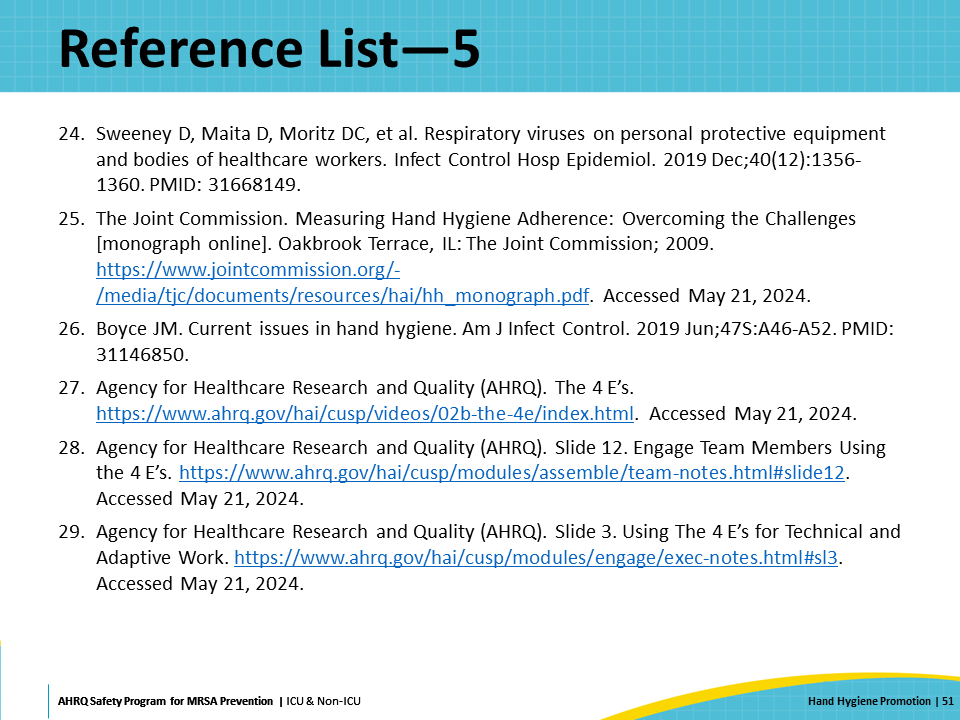 Reference List—5
24. Sweeney D, Maita D, Moritz DC, et al. Respiratory viruses on personal protective equipment
and bodies of healthcare workers. Infect Control Hosp Epidemiol. 2019 Dec;40(12):1356-
1360. PMID: 31668149.
25. The Joint Commission. Measuring Hand Hygiene Adherence: Overcoming the Challenges
[monograph online]. Oakbrook Terrace, IL: The Joint Commission; 2009.
https://www.jointcommission.org/-
/media/tjc/documents/resources/hai/hh_monograph.pdf. Accessed May 21, 2024.
26. Boyce JM. Current issues in hand hygiene. Am J Infect Control. 2019 Jun;47S:A46-A52. PMID:
31146850.
27. Agency for Healthcare Research and Quality (AHRQ). The 4 E’s.
https://www.ahrq.gov/hai/cusp/videos/02b-the-4e/index.html. Accessed May 21, 2024.
28. Agency for Healthcare Research and Quality (AHRQ). Slide 12. Engage Team Members Using
the 4 E’s. https://www.ahrq.gov/hai/cusp/modules/assemble/team-notes.html#slide12.
Accessed May 21, 2024.
29. Agency for Healthcare Research and Quality (AHRQ). Slide 3. Using The 4 E’s for Technical and
Adaptive Work. https://www.ahrq.gov/hai/cusp/modules/engage/exec-notes.html#sl3.
Accessed May 21, 2024.
AHRQ Safety Program for MRSA Prevention | ICU & Non-ICU
Hand Hygiene Promotion | 51